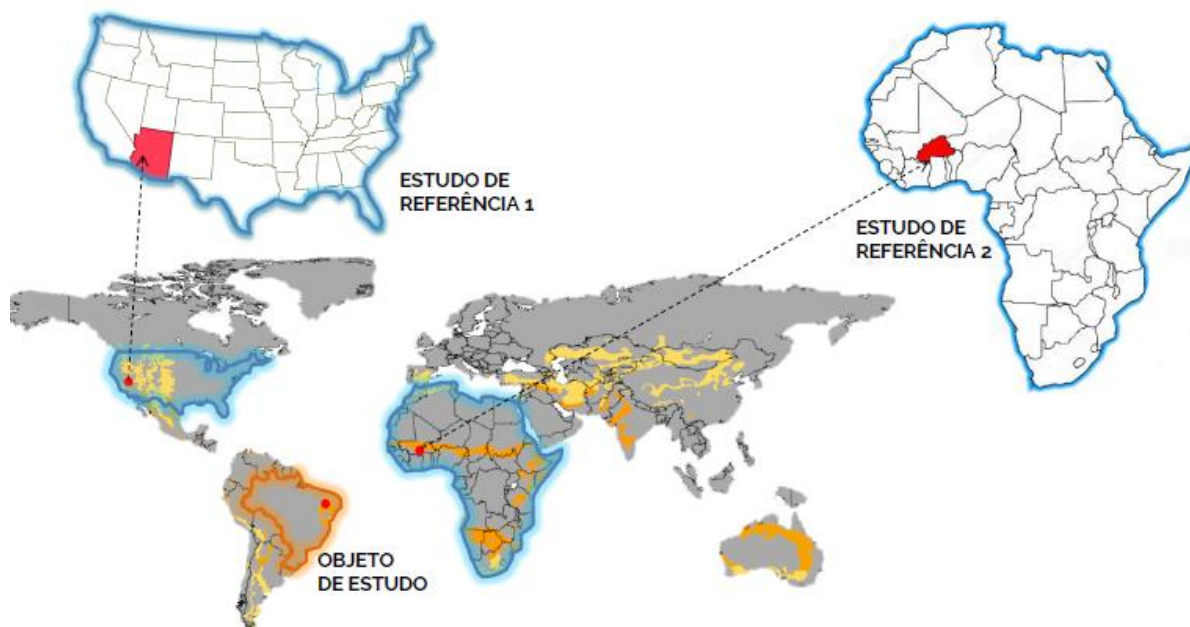 ESTUDO DE
REFERÊNCIA 1
ESTUDO DE
REFERÊNCIA 2
OBJETO
DE ESTUDO